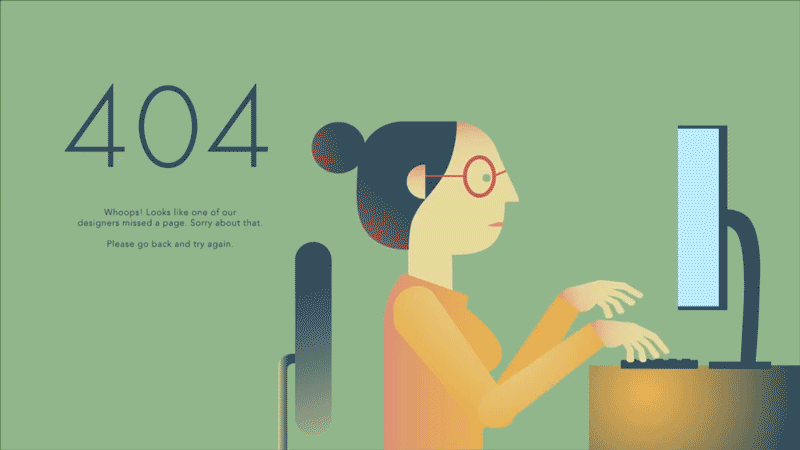 404
Whoops! Looks like one of our
designers missed a page. Sorry about that.
Please go back and try again.